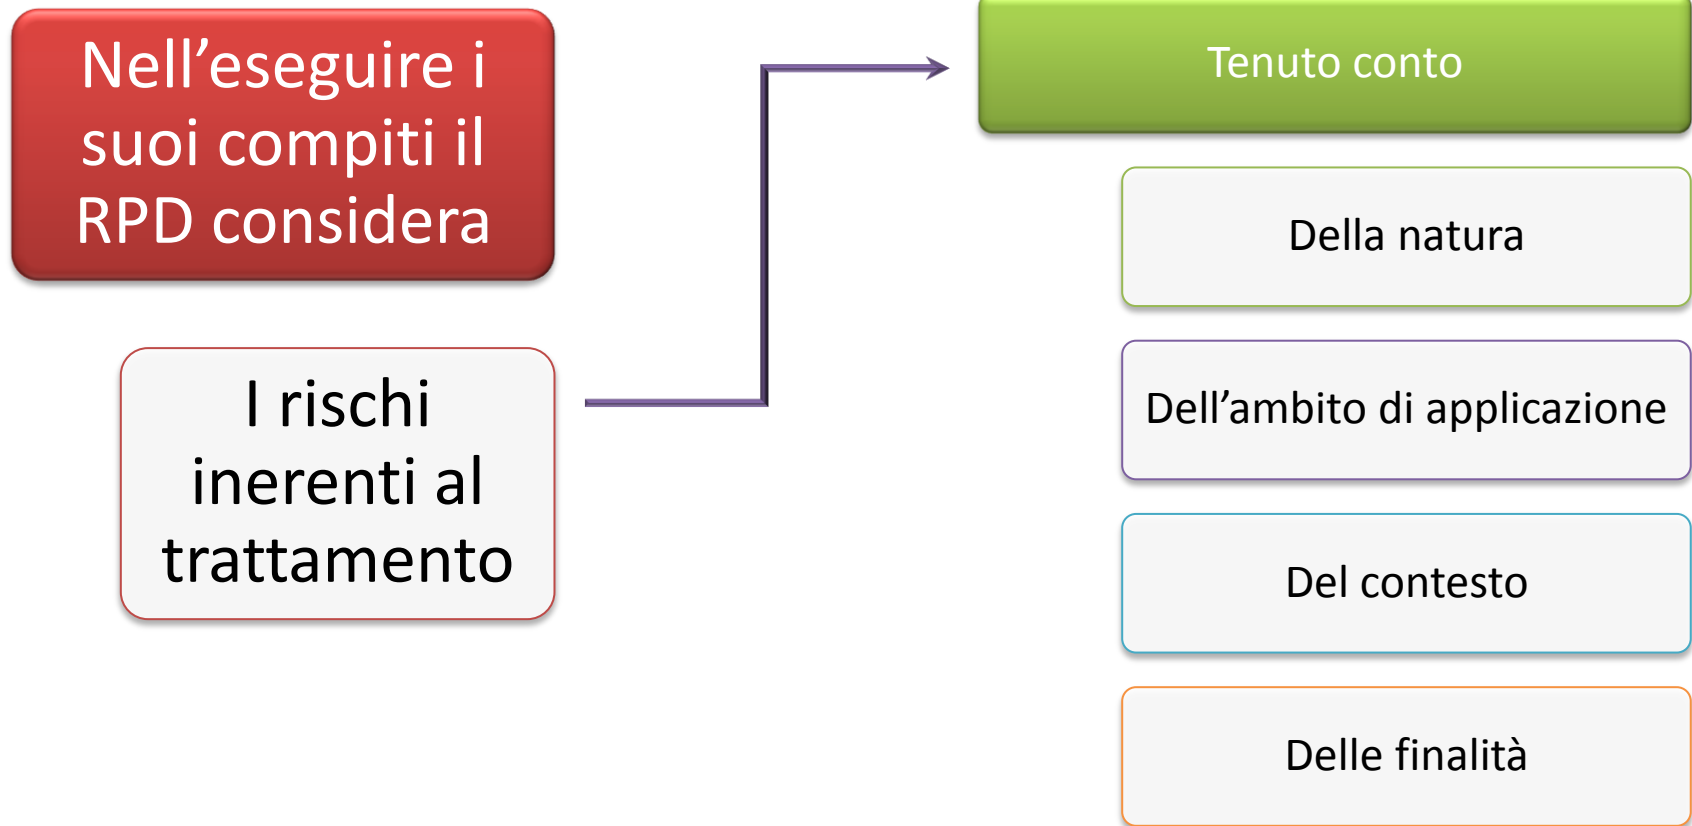 Nell’eseguire i
suoi compiti il
RPD considera
I rischi
inerenti al
trattamento
Tenuto conto
Della natura
Dell’ambito di applicazione
Del contesto
Delle finalità